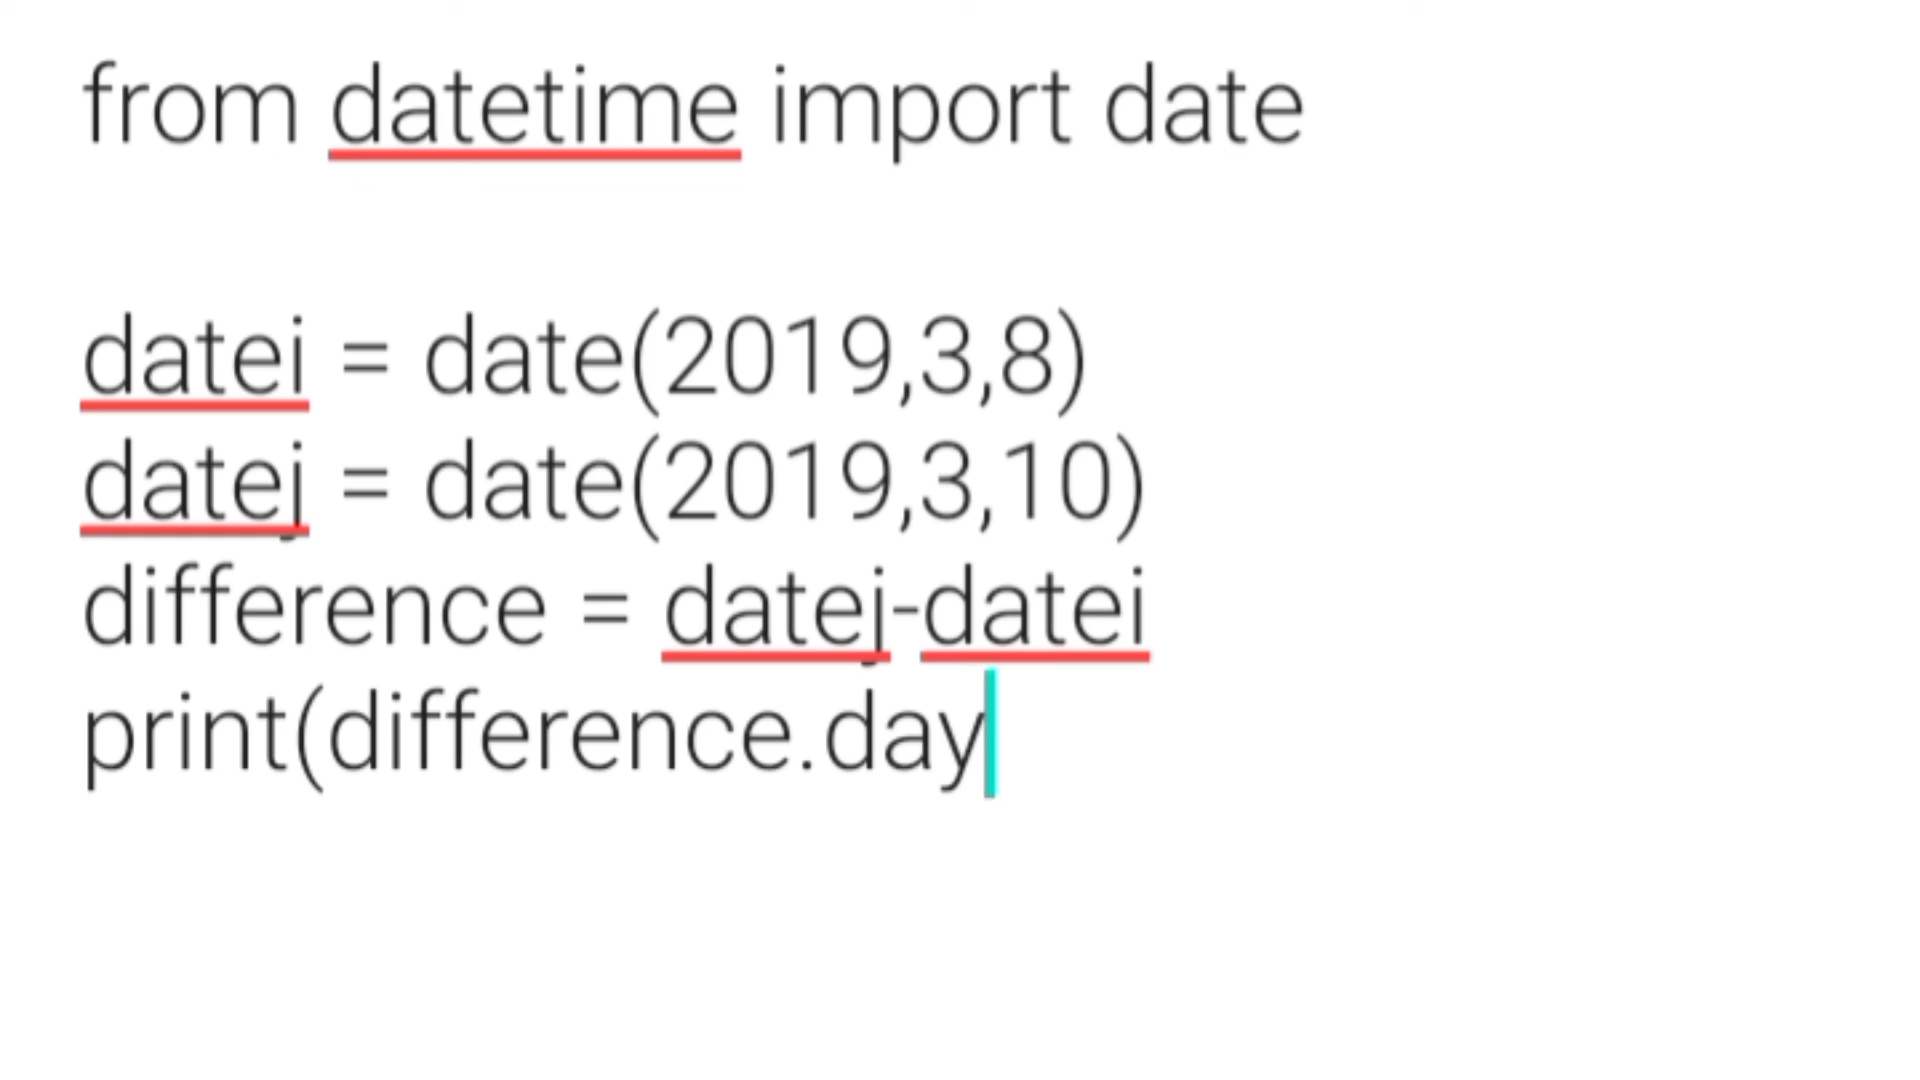 from datetime import date
datei = date(2019,3,8)
datej = date(2019,3,10)
difference = datej-datei
print(difference.day